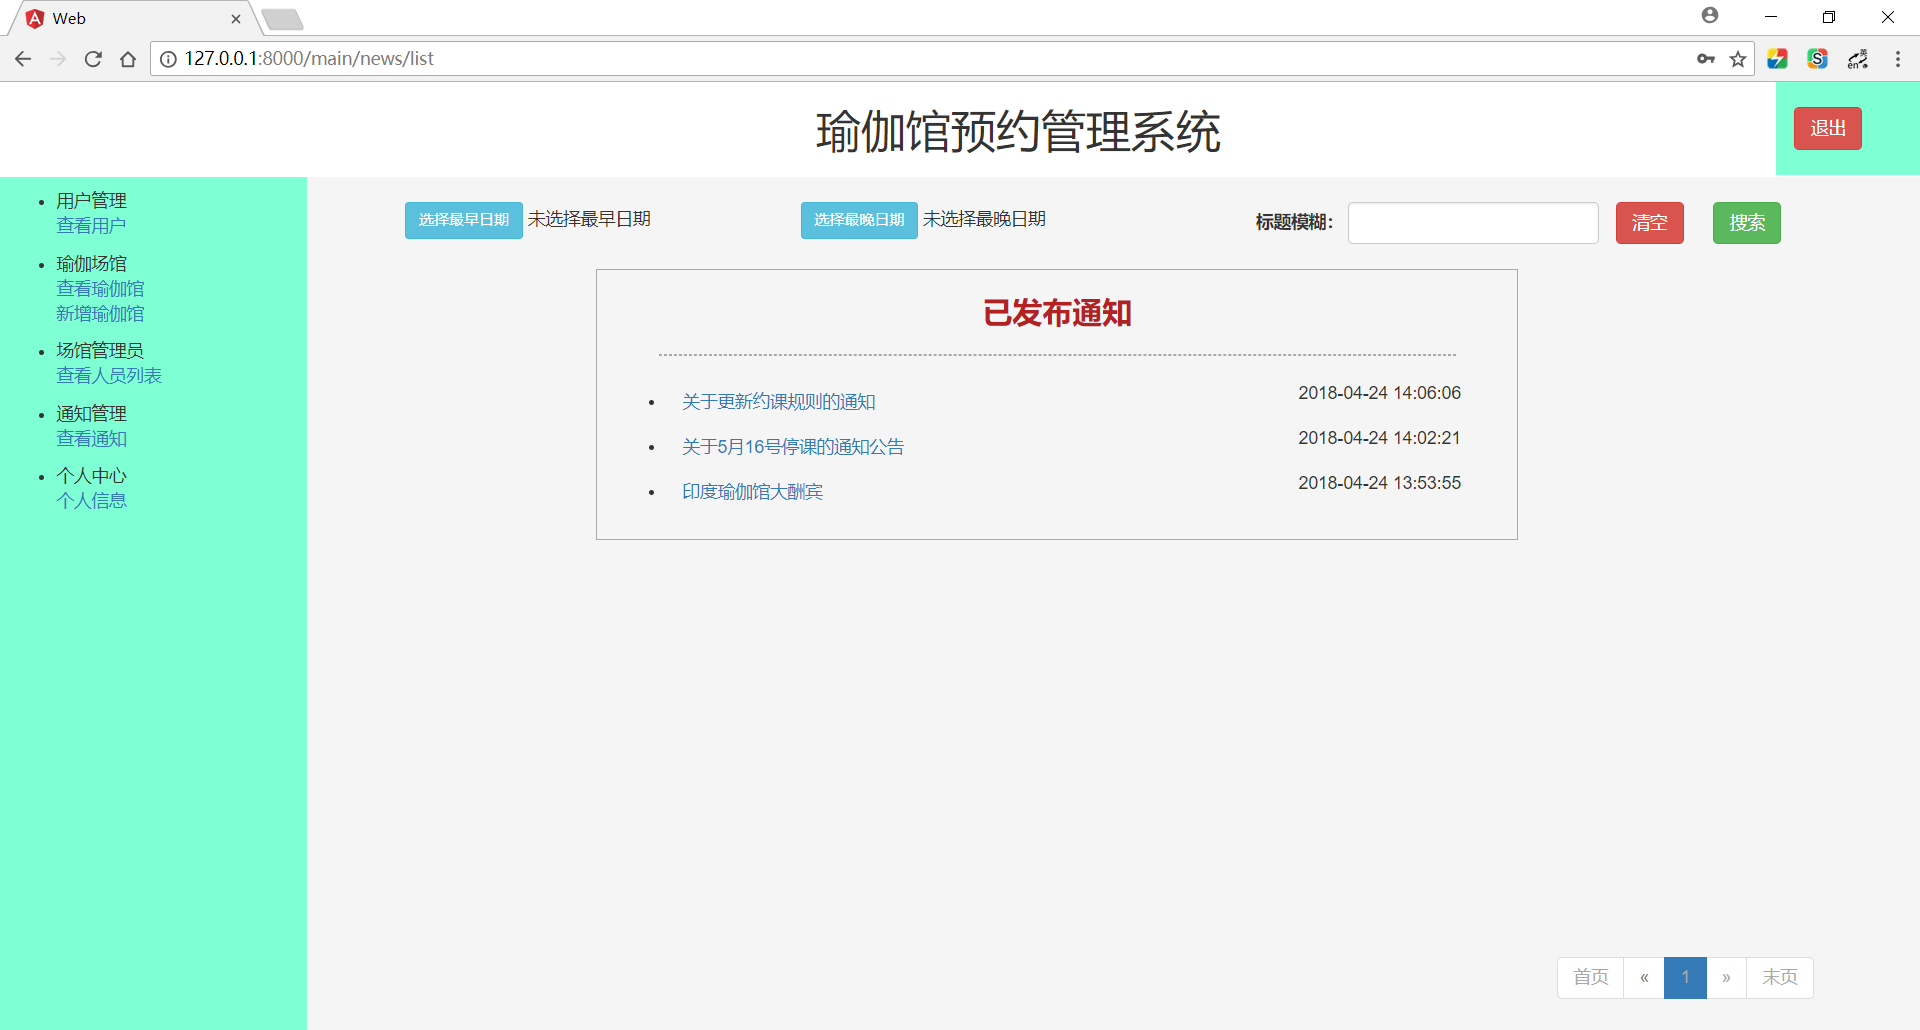 Web
127.0.0.1:8000/main/news/list
英
en
瑜伽馆预约管理系统
退出
用户管理
查看用户
瑜伽场馆
查看瑜伽馆
新增瑜伽馆
场馆管理员
查看人员列表
通知管理
查看通知
个人中心
个人信息
选择最早日期 未选择最早日期 选择最晚日期 未选择最晚日期 标题模糊： 清空 搜索
已发布通知
关于更新约课规则的通知 2018-04-24 14:06:06
关于5月16号停课的通知公告 2018-04-24 14:02:21
印度瑜伽馆大酬宾 2018-04-24 13:53:55
首页 « 1 » 末页